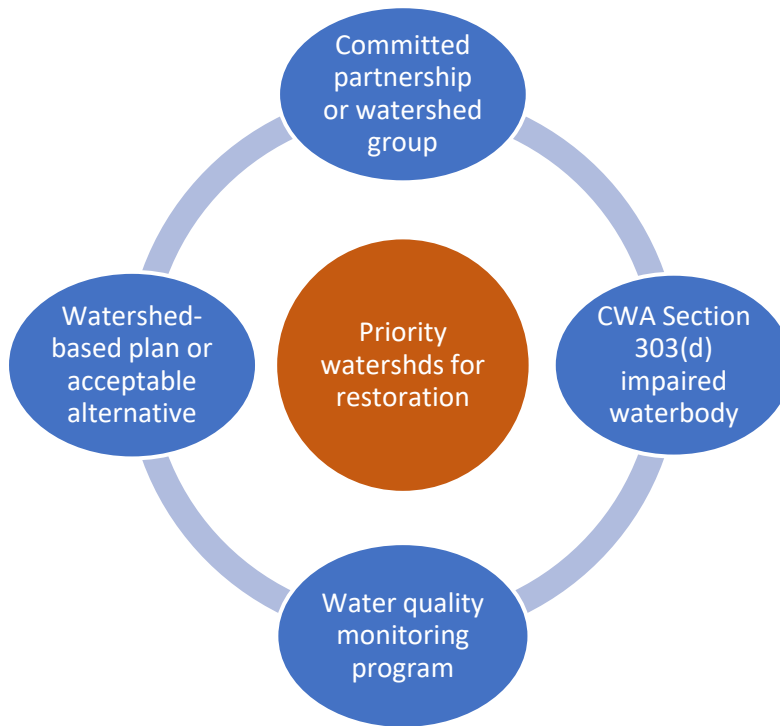 Committed
partnership
or watershed
group
Watershed-
based plan or
acceptable
alternative
Priority
watershds for
restoration
CWA Section
303(d)
impaired
waterbody
Water quality
monitoring
program